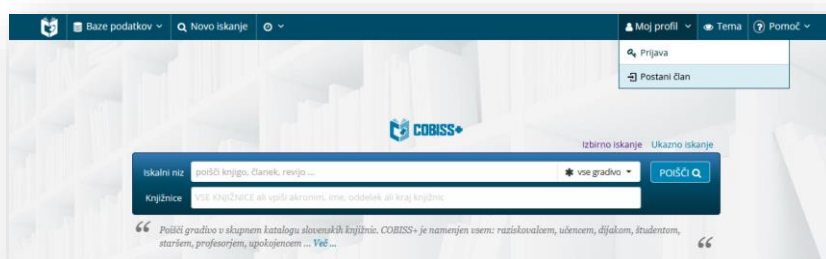 Baze podatkov Novo iskanje Moj profil Tema Pomoč
Prijava
Postani član
COBISS+
Izbirno iskanje Ukazno iskanje
Iskalni niz poišči knjigo, članek, revijo ... vse gradivo POIŠČI
Knjižnice VSE KNJIŽNICE ali vpiši akronim, ime, oddelek ali kraj knjižnic
Poišči gradivo v skupnem katalogu slovenskih knjižnic. COBISS+ je namenjen vsem: raziskovalcem, učencem, dijakom, študentom,
staršem, profesorjem, upokojencem ... Več ...